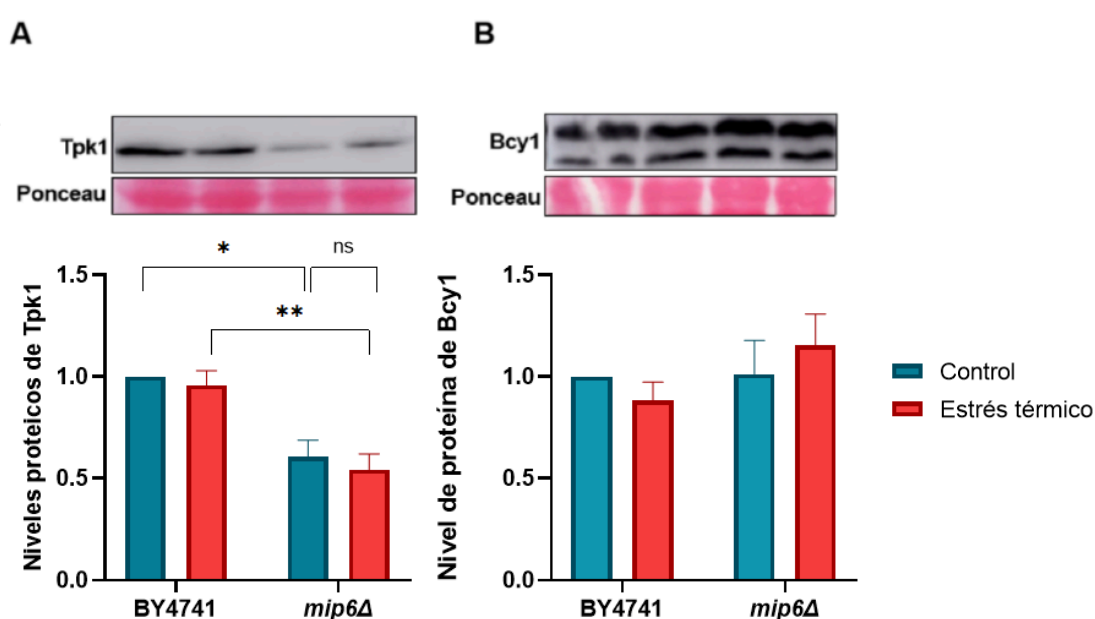 A
B
Tpk1
Ponceau
Bcy1
Ponceau
*
ns
**
Niveles proteicos de Tpk1
1.5
1.0
0.5
0.0
BY4741
mip6Δ
Nivel de proteína de Bcy1
1.5
1.0
0.5
0.0
BY4741
mip6Δ
Control
Estrés térmico